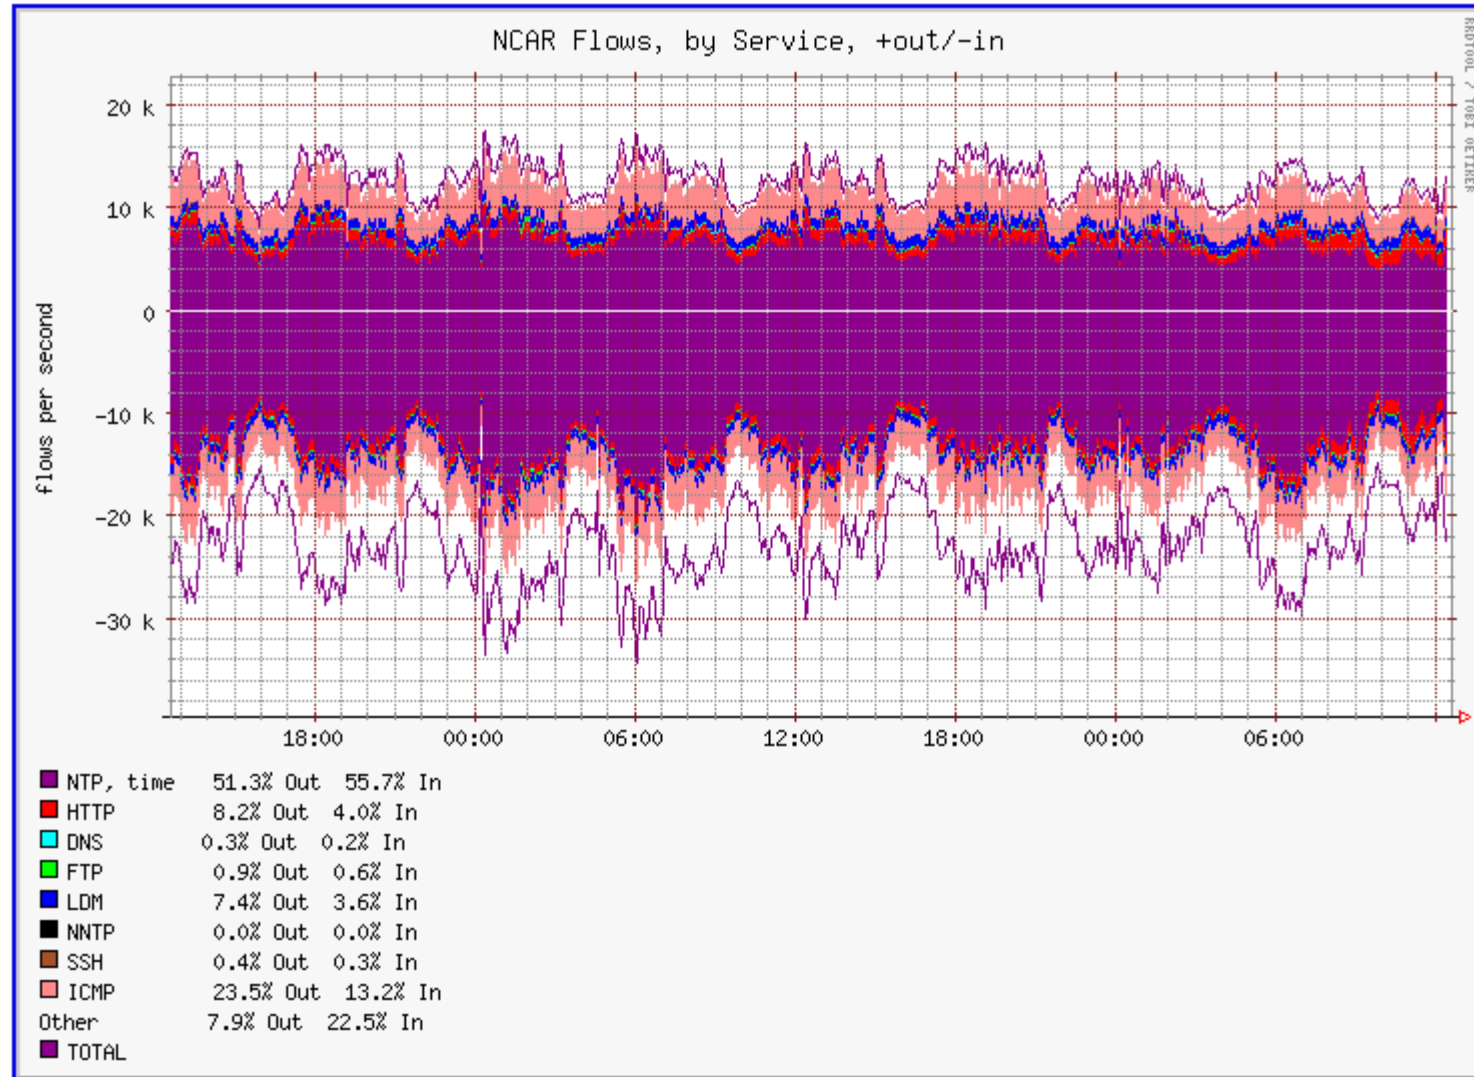 NCAR Flows, by Service, +out/-in
RRDTOOL / TOBI OETIKER
flows per second
20 k
10 k
0
-10 k
-20 k
-30 k
18:00 00:00 06:00 12:00 18:00 00:00 06:00
NTP, time 51.3% Out 55.7% In
HTTP 8.2% Out 4.0% In
DNS 0.3% Out 0.2% In
FTP 0.9% Out 0.6% In
LDM 7.4% Out 3.6% In
NNTP 0.0% Out 0.0% In
SSH 0.4% Out 0.3% In
ICMP 23.5% Out 13.2% In
Other 7.9% Out 22.5% In
TOTAL